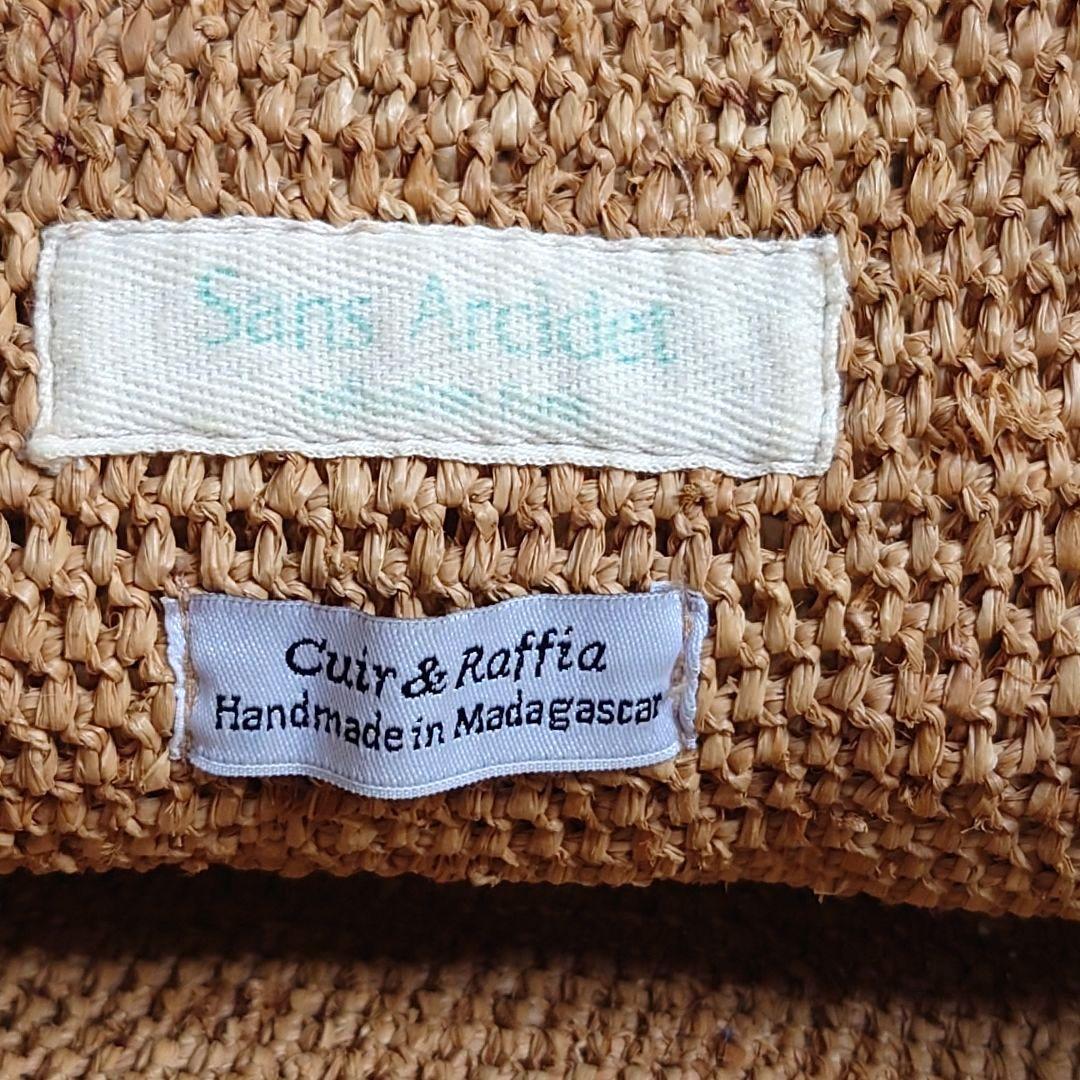 Sans Arcidet
Cuir & Raffia
Handmade in Madagascar